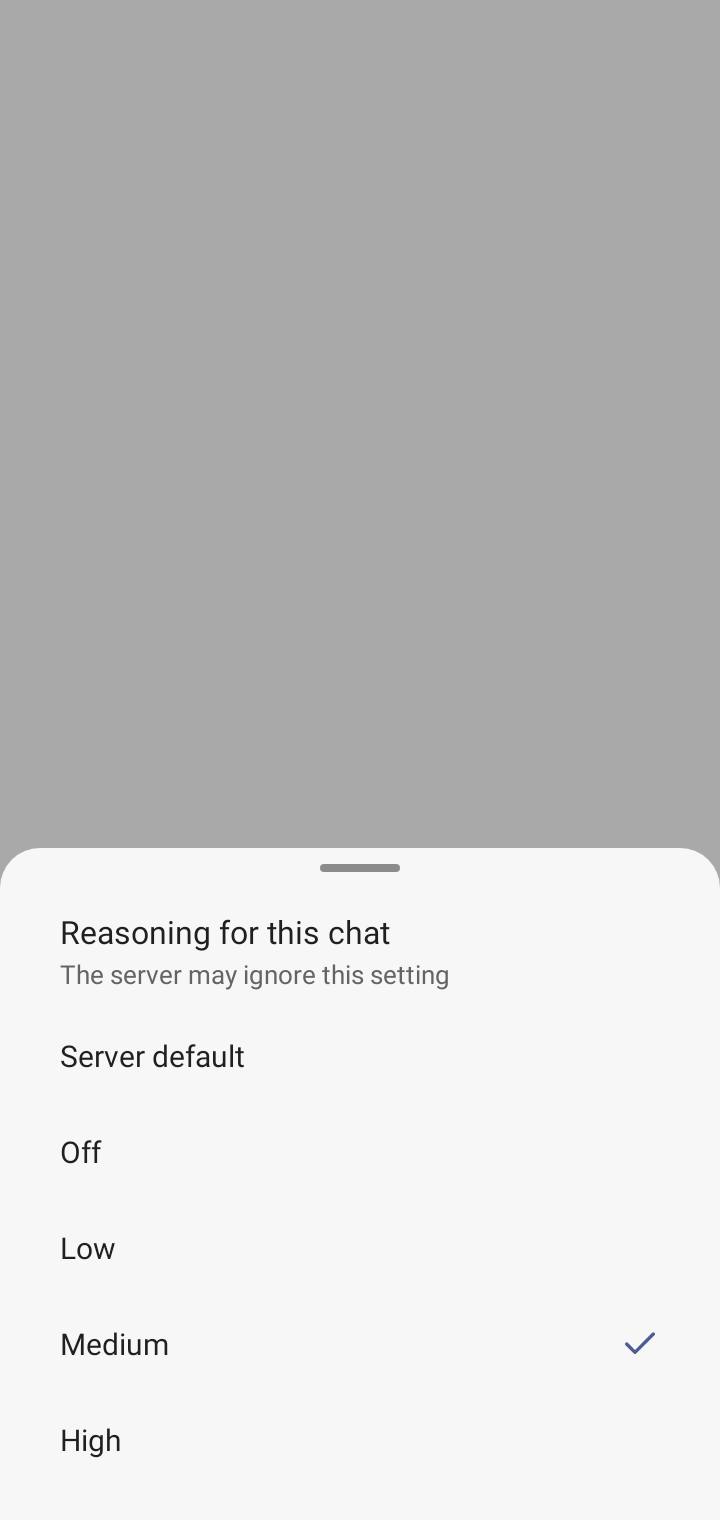 Reasoning for this chat
The server may ignore this setting
Server default
Off
Low
Medium
High